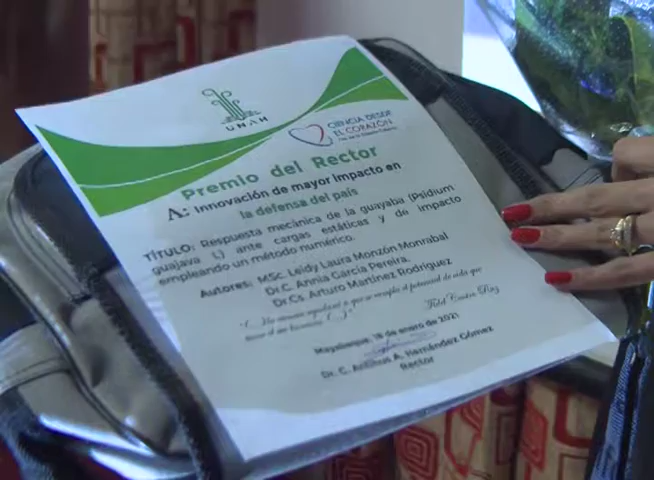 UNAH
CIENCIA DESDE
EL CORAZÓN
Premio del Rector
A: Innovación de mayor impacto en
la defensa del país
TÍTULO: Respuesta mecánica de la guayaba (Psidium
guajava L) ante cargas estáticas y de impacto
empleando un método numérico.
Autores: MSc. Leidy Laura Monzón Monrabal
Dr.C. Annia García Pereira.
Dr.Cs. Arturo Martínez Rodríguez
Fidel Castro Ruz
Mayabeque, 18 de enero de 2021
Dr. C. A. Hernández Gómez
Rector